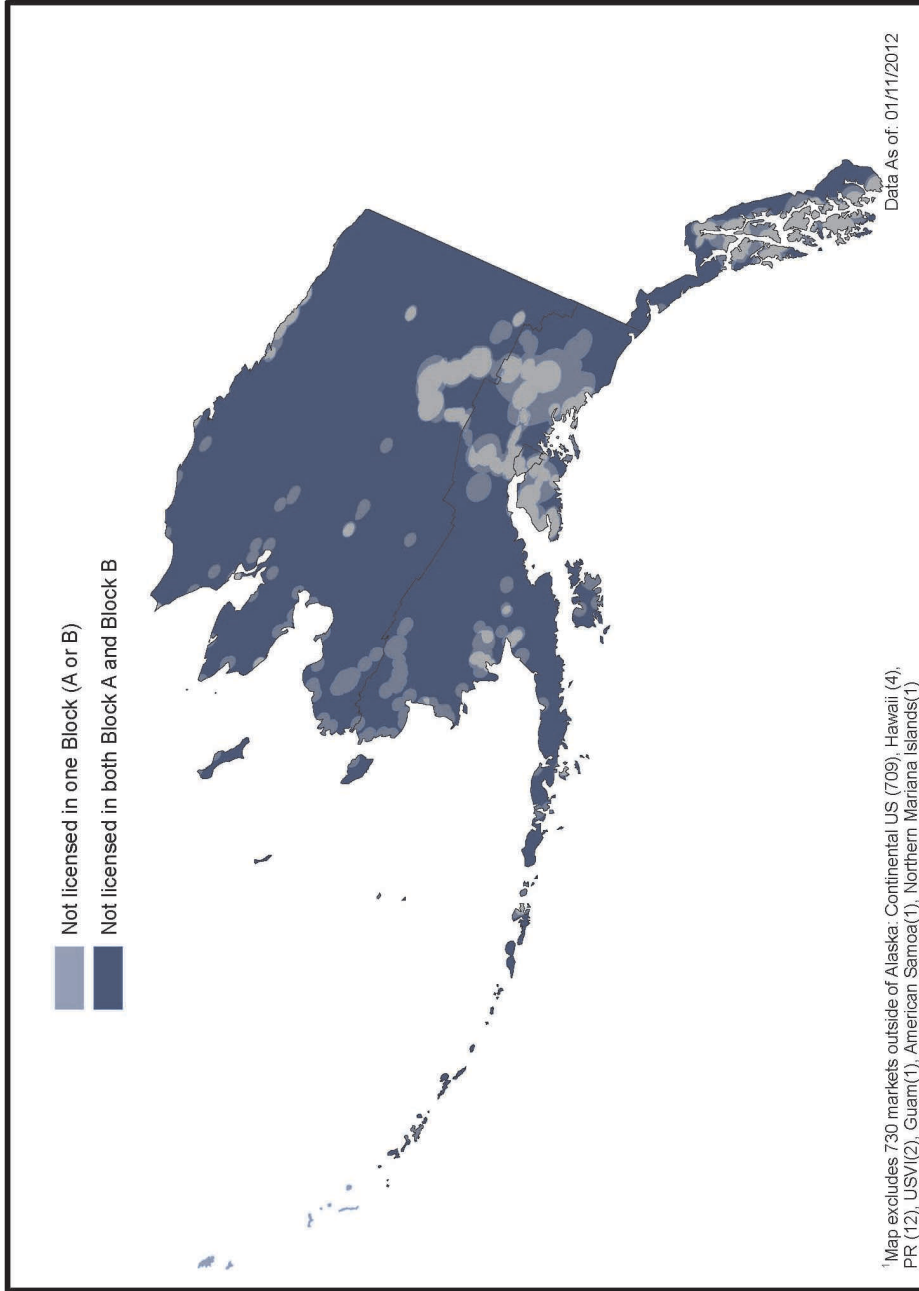 Not licensed in one Block (A or B)
Not licensed in both Block A and Block B
Data As of: 01/11/2012
¹Map excludes 730 markets outside of Alaska: Continental US (709), Hawaii (4),
PR (12), USVI(2), Guam(1), American Samoa(1), Northern Mariana Islands(1)